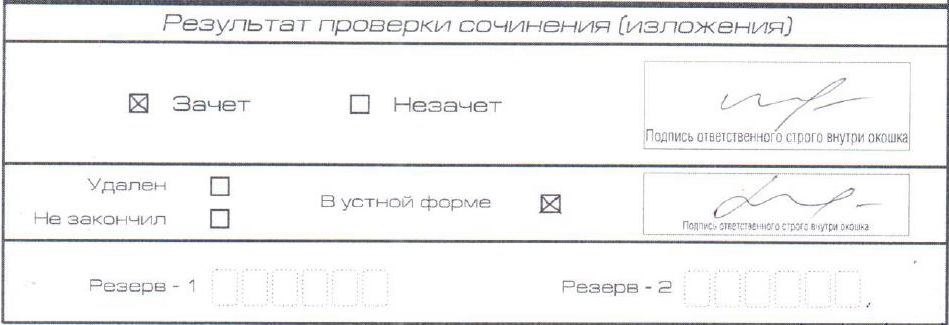 Результат проверки сочинения (изложения)
Зачет Незачет
Подпись ответственного строго внутри окошка
Удален
В устной форме
Не закончил
Подпись ответственного строго внутри окошка
Резерв - 1 Резерв - 2